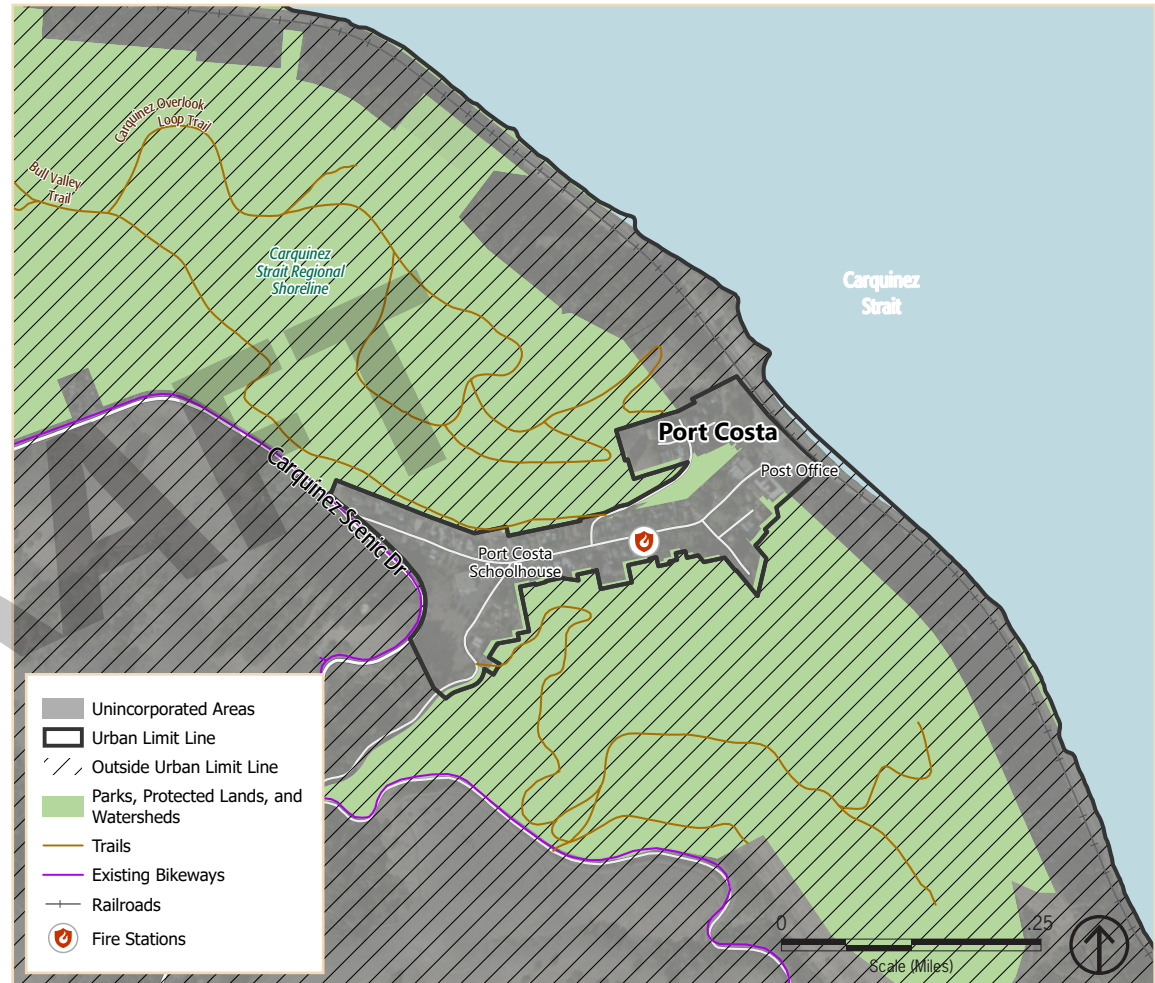 Carquinez Overlook
Loop Trail
Bull Valley
Trail
Carquinez
Strait Regional
Shoreline
Carquinez
Strait
Port Costa
Post Office
Carquinez Scenic Dr
Port Costa
Schoolhouse
AFT
Unincorporated Areas
Urban Limit Line
Outside Urban Limit Line
Parks, Protected Lands, and
Watersheds
Trails
Existing Bikeways
Railroads
Fire Stations
0 .25
Scale (Miles)